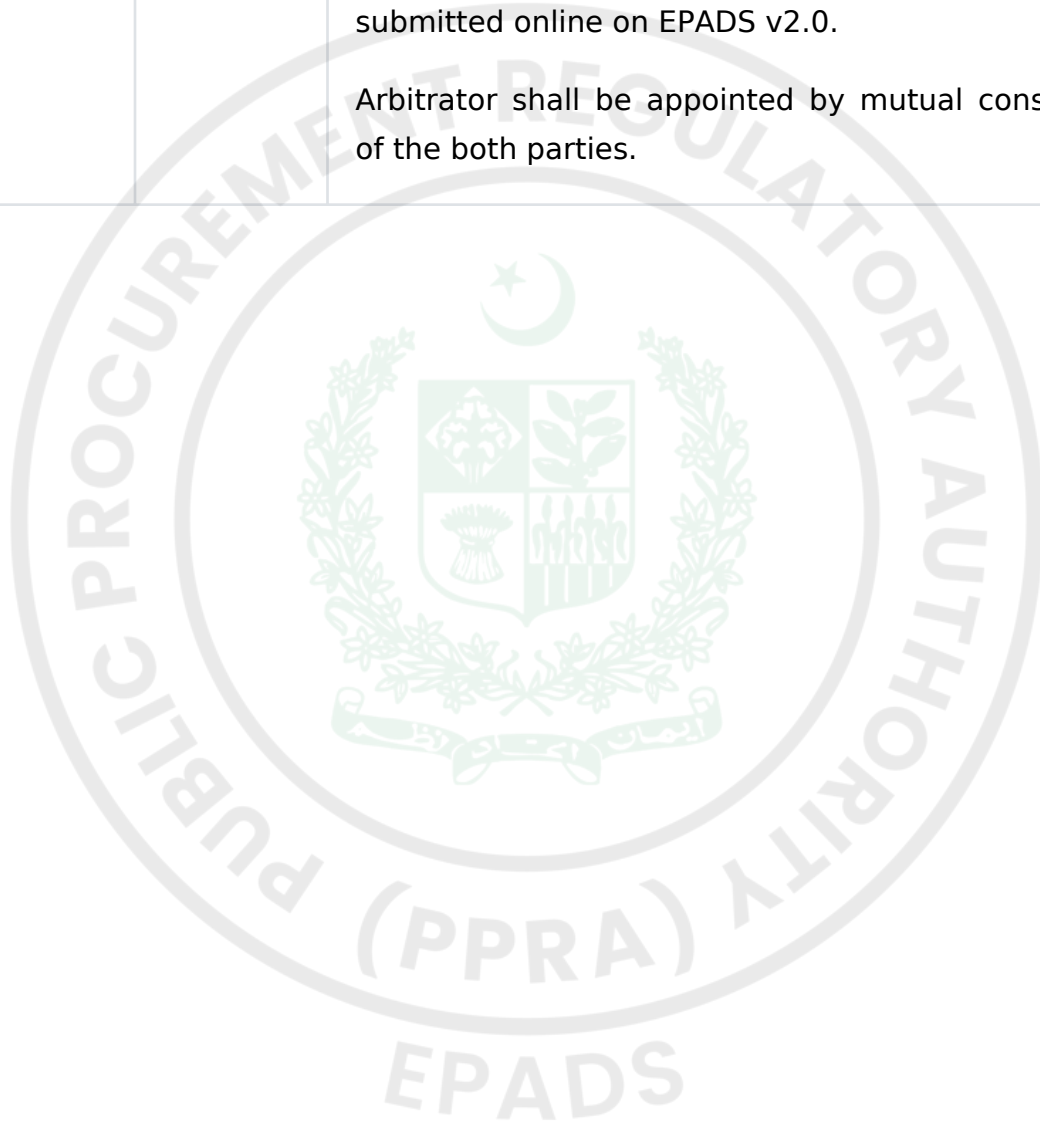 submitted online on EPADS v2.0.
Arbitrator shall be appointed by mutual cons
of the both parties.
PUBLIC PROCUREMENT REGULATORY AUTHORITY
(PPRA)
EPADS